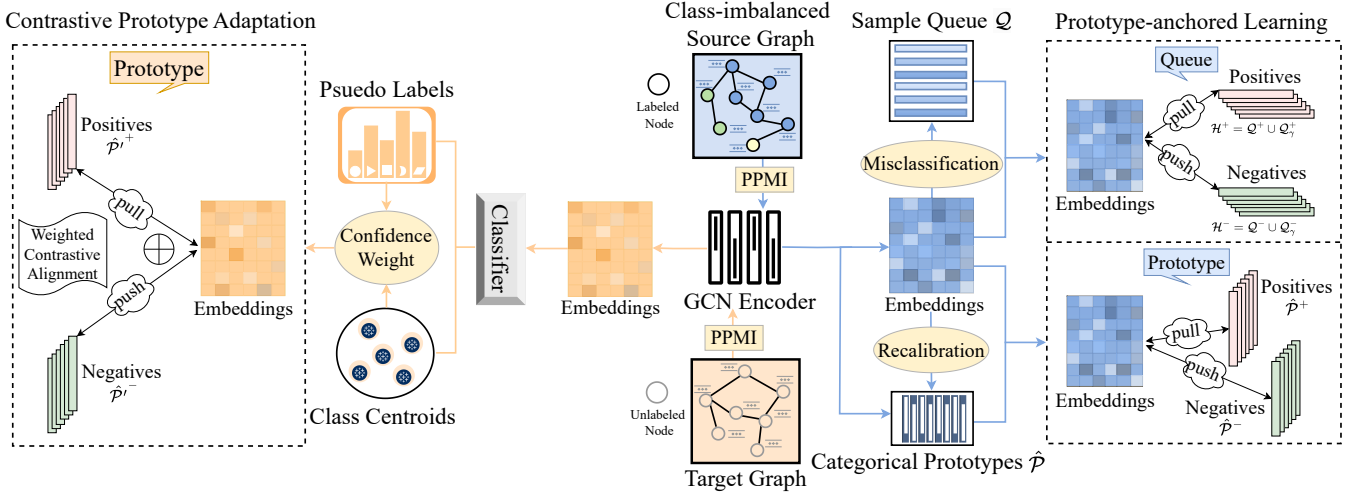 Contrastive Prototype Adaptation
Prototype
Positives
𝒫̂′⁺
pull
Weighted
Contrastive
Alignment
push
Negatives
𝒫̂′⁻
Embeddings
Psuedo Labels
Confidence
Weight
Class Centroids
Classifier
Embeddings
Class-imbalanced
Source Graph
Labeled
Node
PPMI
GCN Encoder
PPMI
Unlabeled
Node
Target Graph
Sample Queue 𝒬
Misclassification
Embeddings
Recalibration
Categorical Prototypes 𝒫̂
Prototype-anchored Learning
Queue
Positives
pull
ℋ⁺ = 𝒬⁺ ∪ 𝒬ᵧ⁺
push
Negatives
Embeddings
ℋ⁻ = 𝒬⁻ ∪ 𝒬ᵧ⁻
Prototype
Positives
𝒫̂⁺
pull
push
Embeddings
Negatives
𝒫̂⁻